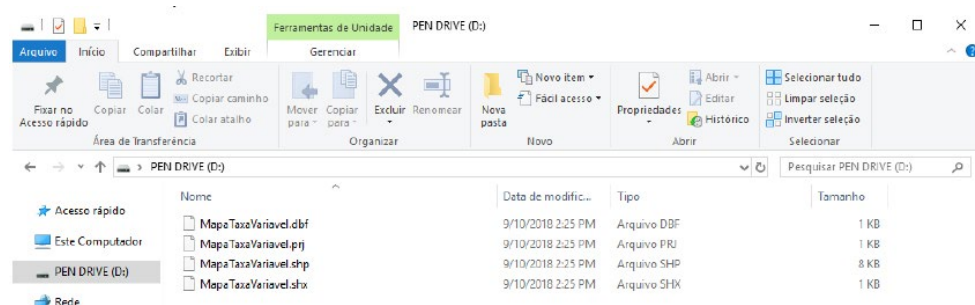 Ferramentas de Unidade PEN DRIVE (D:)
Arquivo Início Compartilhar Exibir Gerenciar
Fixar no Acesso rápido
Copiar
Colar
Recortar
Copiar caminho
Colar atalho
Área de Transferência
Mover para
Copiar para
Excluir
Renomear
Organizar
Nova pasta
Novo item
Fácil acesso
Novo
Propriedades
Abrir
Editar
Histórico
Abrir
Selecionar tudo
Limpar seleção
Inverter seleção
Selecionar
PEN DRIVE (D:)
Pesquisar PEN DRIVE (D:)
Acesso rápido
Este Computador
PEN DRIVE (D:)
Rede
Nome Data de modific... Tipo Tamanho
MapaTaxaVariavel.dbf 9/10/2018 2:25 PM Arquivo DBF 1 KB
MapaTaxaVariavel.prj 9/10/2018 2:25 PM Arquivo PRJ 1 KB
MapaTaxaVariavel.shp 9/10/2018 2:25 PM Arquivo SHP 8 KB
MapaTaxaVariavel.shx 9/10/2018 2:25 PM Arquivo SHX 1 KB